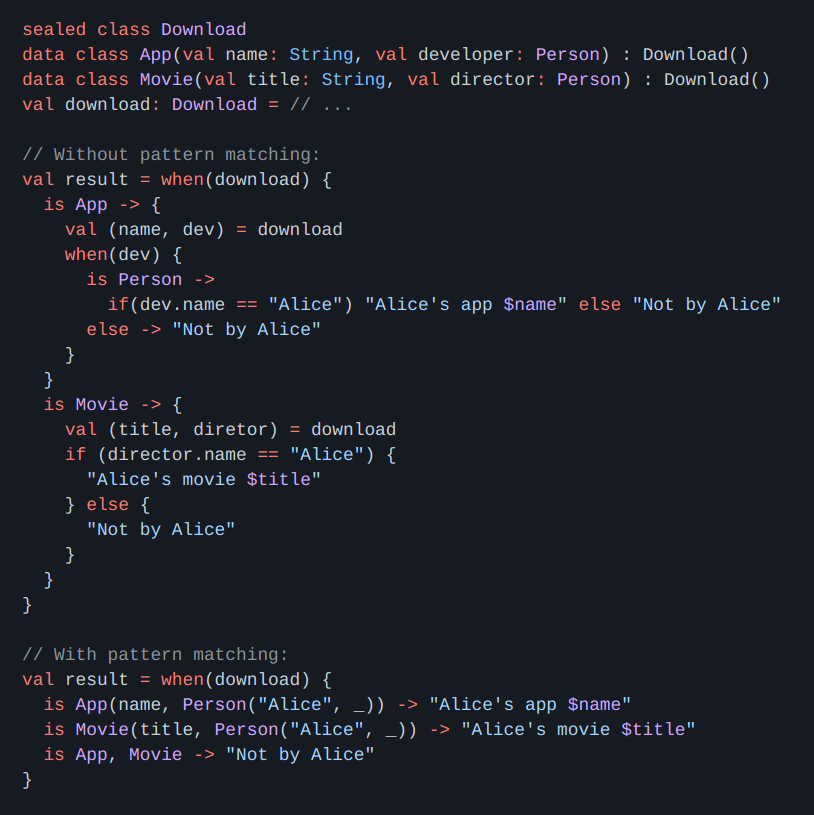 sealed class Download
data class App(val name: String, val developer: Person) : Download()
data class Movie(val title: String, val director: Person) : Download()
val download: Download = // ...

// Without pattern matching:
val result = when(download) {
  is App -> {
    val (name, dev) = download
    when(dev) {
      is Person ->
        if(dev.name == "Alice") "Alice's app $name" else "Not by Alice"
      else -> "Not by Alice"
    }
  }
  is Movie -> {
    val (title, diretor) = download
    if (director.name == "Alice") {
      "Alice's movie $title"
    } else {
      "Not by Alice"
    }
  }
}

// With pattern matching:
val result = when(download) {
  is App(name, Person("Alice", _)) -> "Alice's app $name"
  is Movie(title, Person("Alice", _)) -> "Alice's movie $title"
  is App, Movie -> "Not by Alice"
}